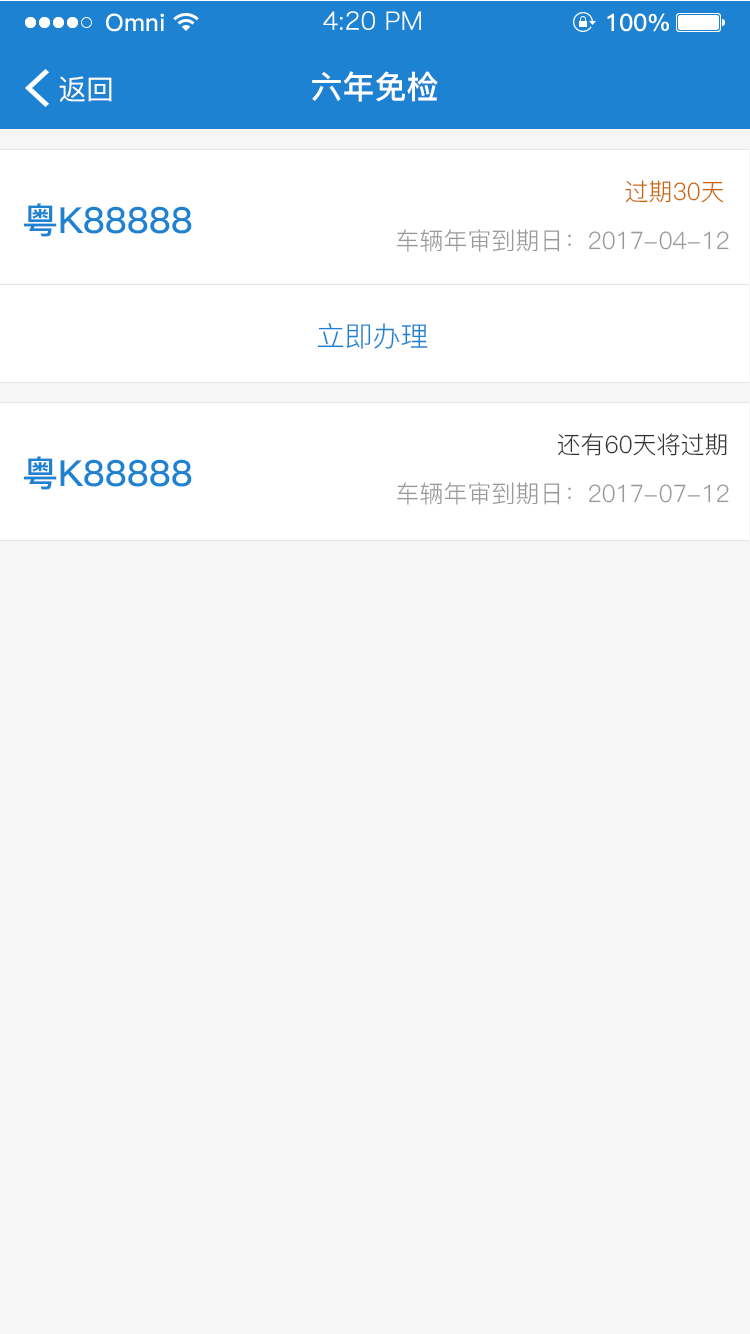 Omni 4:20 PM 100%
返回 六年免检
过期30天
粤K88888
车辆年审到期日：2017-04-12
立即办理
还有60天将过期
粤K88888
车辆年审到期日：2017-07-12